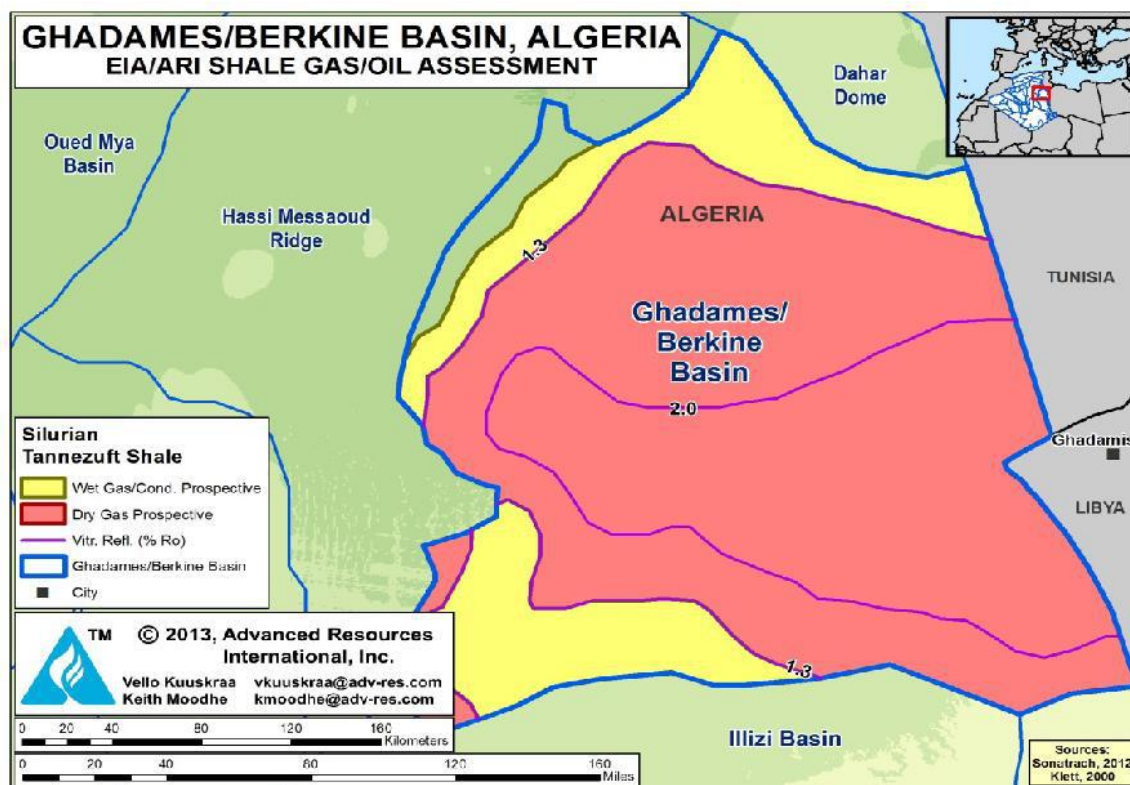 GHADAMES/BERKINE BASIN, ALGERIA
EIA/ARI SHALE GAS/OIL ASSESSMENT
Dahar
Dome
Oued Mya
Basin
Hassi Messaoud
Ridge
ALGERIA
1.3
TUNISIA
Ghadames/
Berkine
Basin
2.0
Ghadamis
LIBYA
Silurian
Tannezuft Shale
Wet Gas/Cond. Prospective
Dry Gas Prospective
Vitr. Refl. (% Ro)
Ghadames/Berkine Basin
City
TM
© 2013, Advanced Resources
International, Inc.
Vello Kuuskraa vkuuskraa@adv-res.com
Keith Moodhe kmoodhe@adv-res.com
1.3
0 20 40 80 120 160
Kilometers
Illizi Basin
0 20 40 80 120 160
Miles
Sources:
Sonatrach, 2012
Klett, 2000